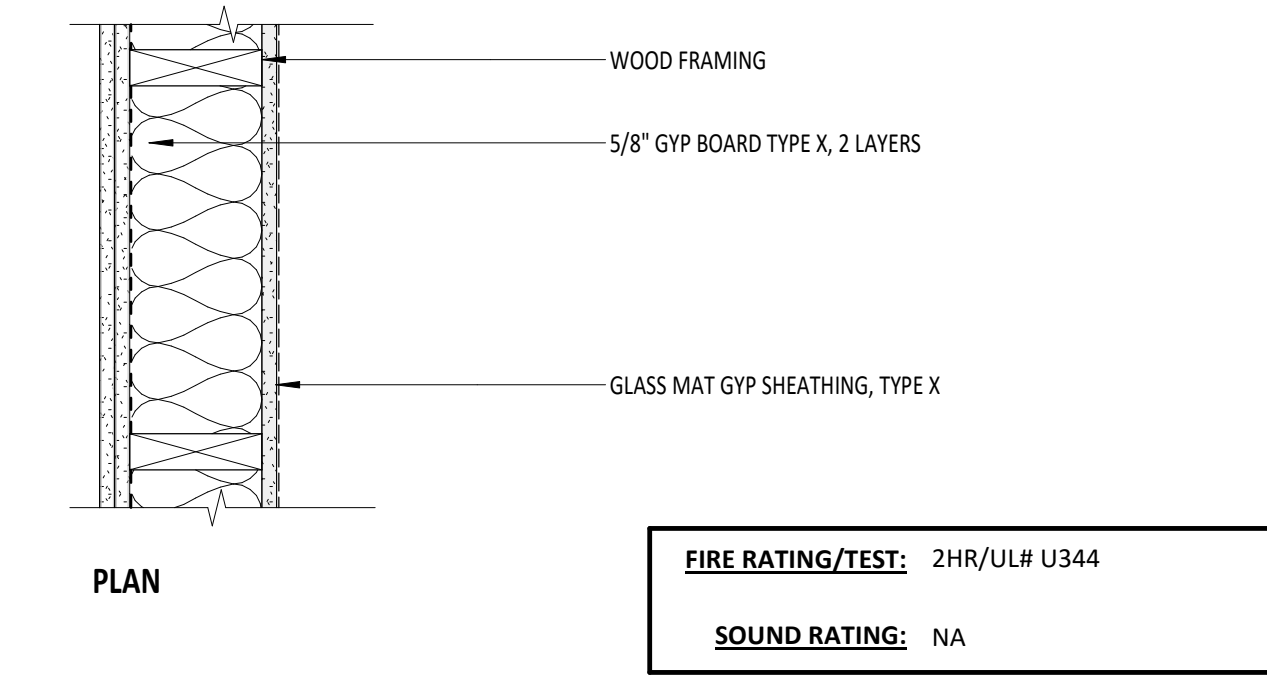 WOOD FRAMING
5/8" GYP BOARD TYPE X, 2 LAYERS
GLASS MAT GYP SHEATHING, TYPE X
PLAN
FIRE RATING/TEST: 2HR/UL# U344
SOUND RATING: NA